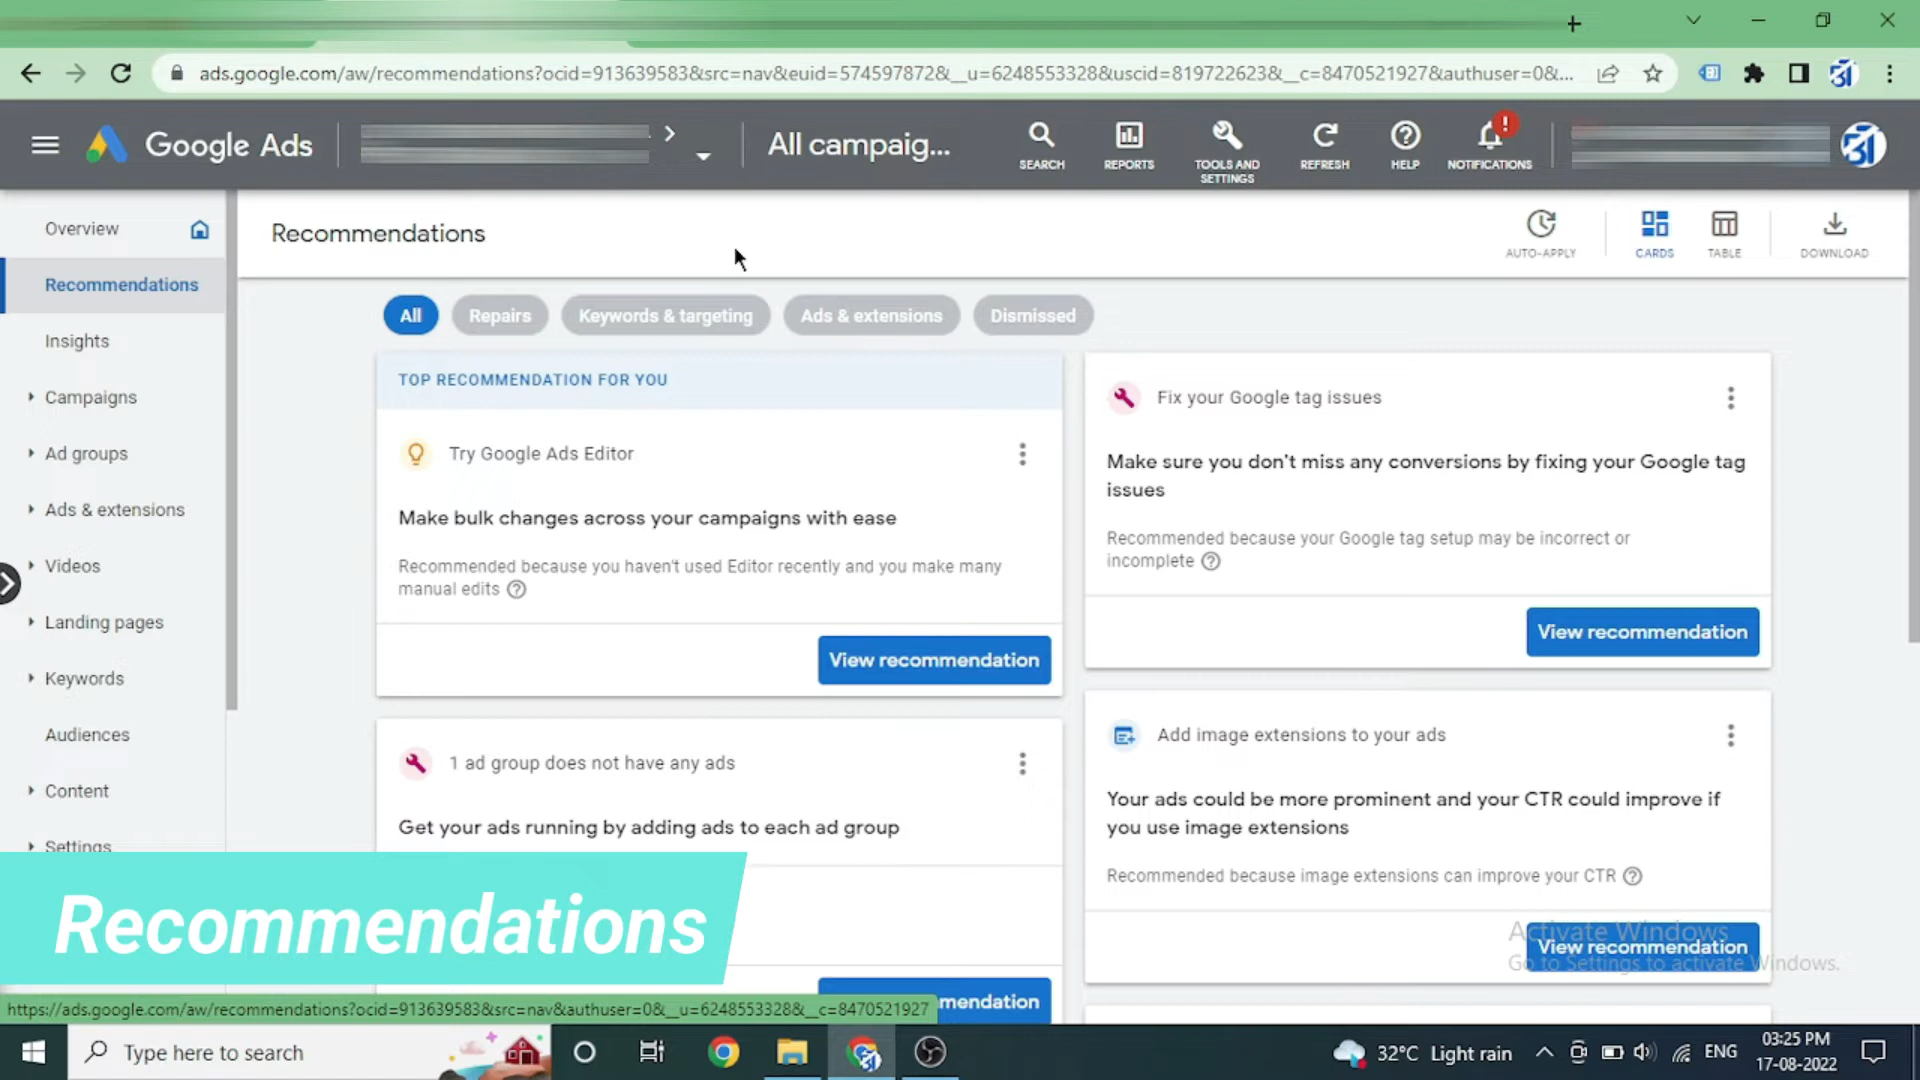 ads.google.com/aw/recommendations?ocid=913639583&src=nav&euid=574597872&__u=6248553328&uscid=819722623&__c=8470521927&authuser=0&...
Google Ads
All campaig...
SEARCH
REPORTS
TOOLS AND
SETTINGS
REFRESH
HELP
!
NOTIFICATIONS
Overview
Recommendations
Insights
Campaigns
Ad groups
Ads & extensions
Videos
Landing pages
Keywords
Audiences
Content
Settings
Recommendations
AUTO-APPLY
CARDS
TABLE
DOWNLOAD
All
Repairs
Keywords & targeting
Ads & extensions
Dismissed
TOP RECOMMENDATION FOR YOU
Try Google Ads Editor
Make bulk changes across your campaigns with ease
Recommended because you haven't used Editor recently and you make many
manual edits
View recommendation
1 ad group does not have any ads
Get your ads running by adding ads to each ad group
mendation
Fix your Google tag issues
Make sure you don't miss any conversions by fixing your Google tag
issues
Recommended because your Google tag setup may be incorrect or
incomplete
View recommendation
Add image extensions to your ads
Your ads could be more prominent and your CTR could improve if
you use image extensions
Recommended because image extensions can improve your CTR
View recommendation
Activate Windows
Go to Settings to activate Windows.
Recommendations
https://ads.google.com/aw/recommendations?ocid=913639583&src=nav&authuser=0&__u=6248553328&__c=8470521927
Type here to search
32°C Light rain
ENG
03:25 PM
17-08-2022